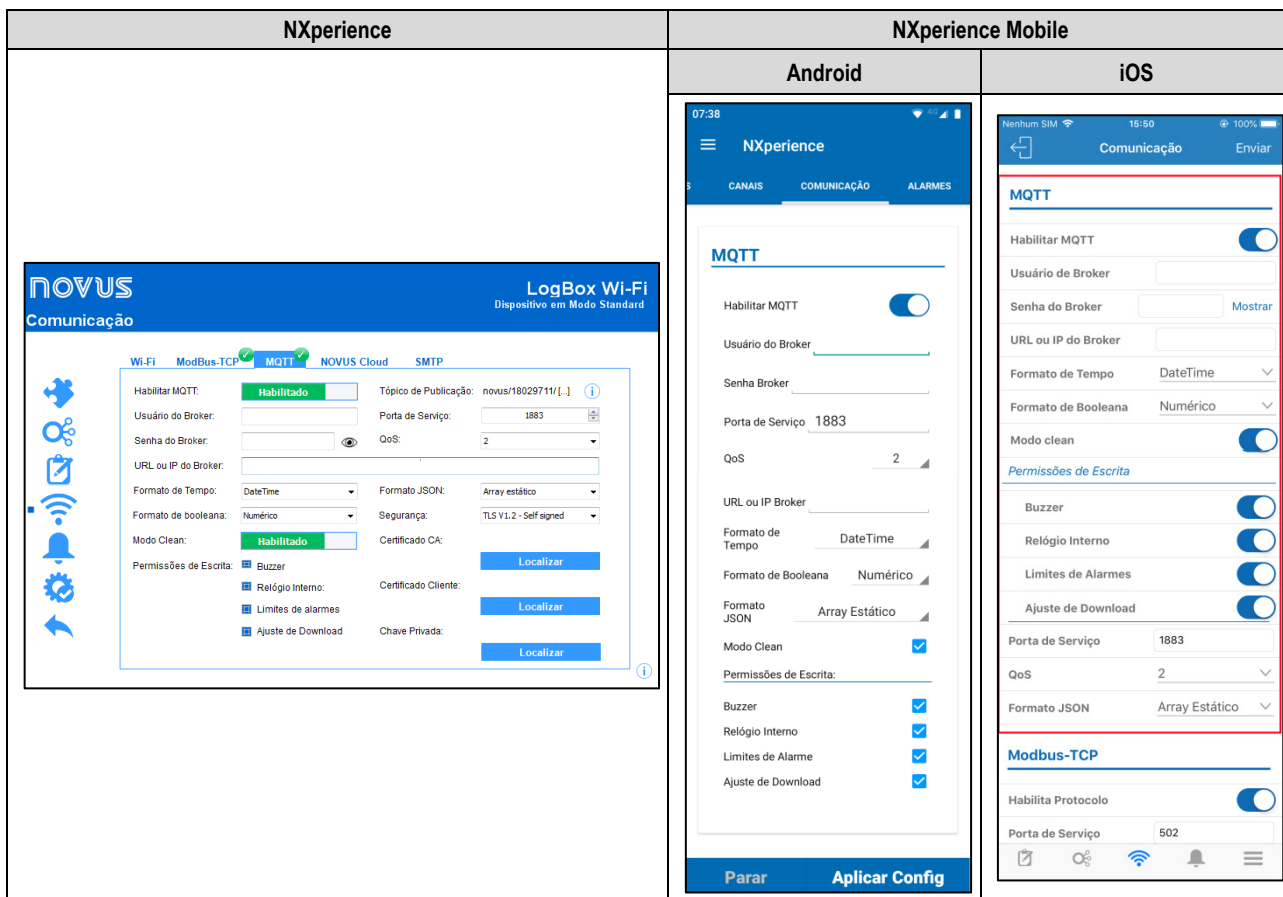 NXperience
NXperience Mobile
Android
iOS
novus
LogBox Wi-Fi
Dispositivo em Modo Standard
Comunicação
Wi-Fi ModBus-TCP MQTT NOVUS Cloud SMTP
Habilitar MQTT: Habilitado Tópico de Publicação: novus/18029711/ [...]
Usuário do Broker: Porta de Serviço: 1883
Senha do Broker: QoS: 2
URL ou IP do Broker:
Formato de Tempo: DateTime Formato JSON: Array estático
Formato de booleana: Numérico Segurança: TLS V1.2 - Self signed
Modo Clean: Habilitado Certificado CA:
Localizar
Permissões de Escrita: Buzzer
Relógio Interno: Certificado Cliente:
Limites de alarmes Localizar
Ajuste de Download Chave Privada:
Localizar
07:38 4G
NXperience
S CANAIS COMUNICAÇÃO ALARMES
MQTT
Habilitar MQTT
Usuário do Broker
Senha Broker
Porta de Serviço 1883
QoS 2
URL ou IP Broker
Formato de
Tempo DateTime
Formato de Booleana Numérico
Formato
JSON Array Estático
Modo Clean
Permissões de Escrita:
Buzzer
Relógio Interno
Limites de Alarme
Ajuste de Download
Parar Aplicar Config
Nenhum SIM 15:50 100%
Comunicação Enviar
MQTT
Habilitar MQTT
Usuário de Broker
Senha do Broker Mostrar
URL ou IP do Broker
Formato de Tempo DateTime
Formato de Booleana Numérico
Modo clean
Permissões de Escrita
Buzzer
Relógio Interno
Limites de Alarmes
Ajuste de Download
Porta de Serviço 1883
QoS 2
Formato JSON Array Estático
Modbus-TCP
Habilita Protocolo
Porta de Serviço 502